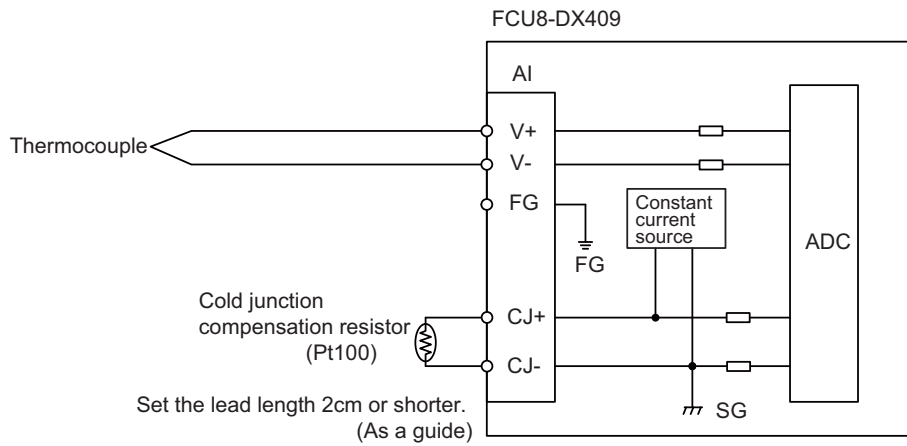 FCU8-DX409
AI
Thermocouple
V+
V-
FG
FG
Constant
current
source
ADC
Cold junction
compensation resistor
(Pt100)
CJ+
CJ-
SG
Set the lead length 2cm or shorter.
(As a guide)